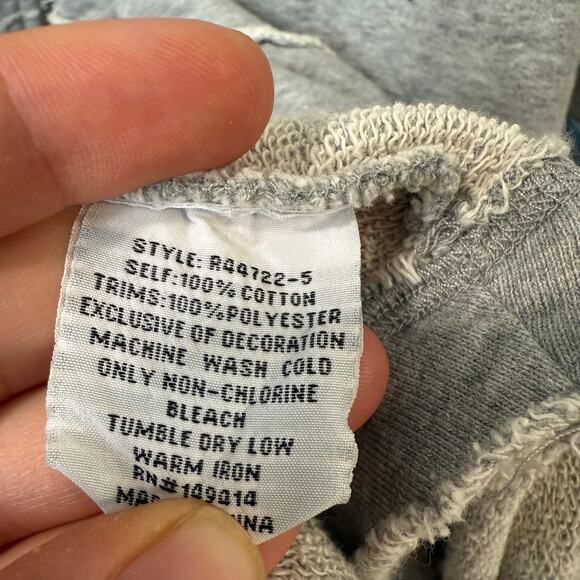 STYLE: R44722-5
SELF:100% COTTON
TRIMS:100%POLYESTER
EXCLUSIVE OF DECORATION
MACHINE WASH COLD
ONLY NON-CHLORINE
BLEACH
TUMBLE DRY LOW
WARM IRON
RN#149014